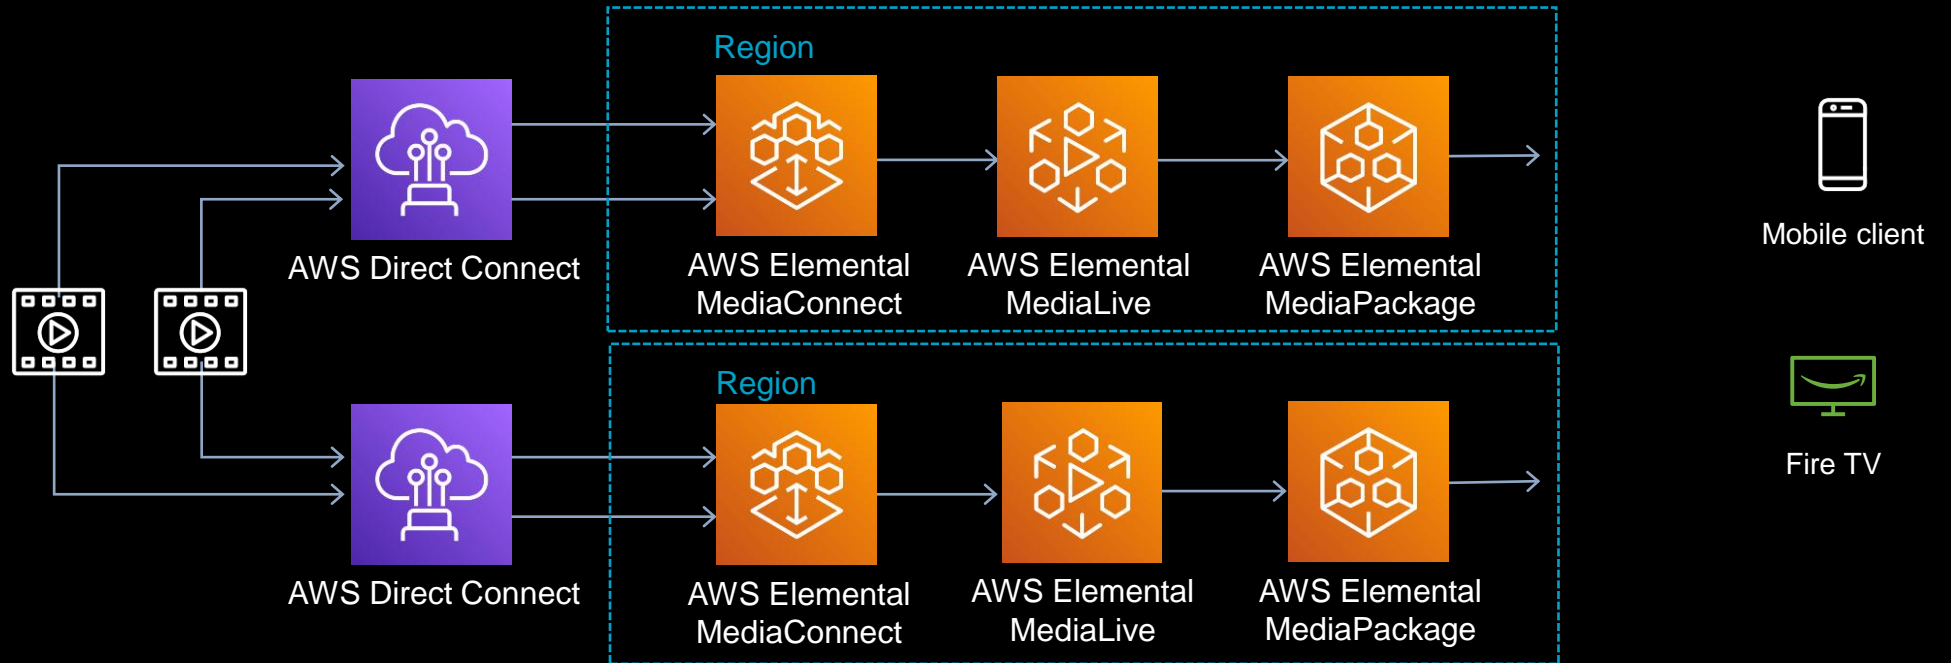 Region
AWS Direct Connect
AWS Elemental
MediaConnect
AWS Elemental
MediaLive
AWS Elemental
MediaPackage
Mobile client
Region
AWS Direct Connect
AWS Elemental
MediaConnect
AWS Elemental
MediaLive
AWS Elemental
MediaPackage
Fire TV